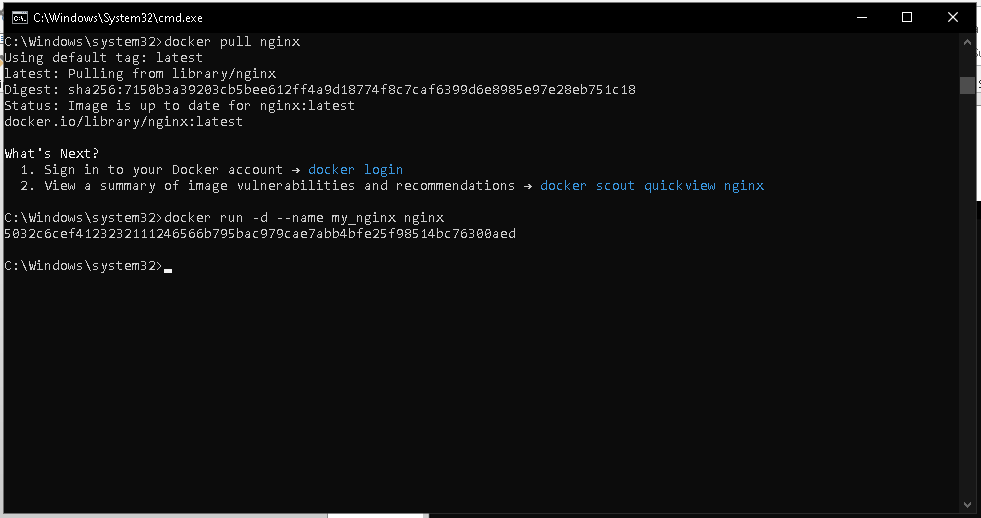 C:\Windows\System32\cmd.exe
C:\Windows\system32>docker pull nginx
Using default tag: latest
latest: Pulling from library/nginx
Digest: sha256:7150b3a39203cb5bee612ff4a9d18774f8c7caf6399d6e8985e97e28eb751c18
Status: Image is up to date for nginx:latest
docker.io/library/nginx:latest
What's Next?
1. Sign in to your Docker account → docker login
2. View a summary of image vulnerabilities and recommendations → docker scout quickview nginx
C:\Windows\system32>docker run -d --name my_nginx nginx
5032c6cef4123232111246566b795bac979cae7abb4bfe25f98514bc76300aed
C:\Windows\system32>